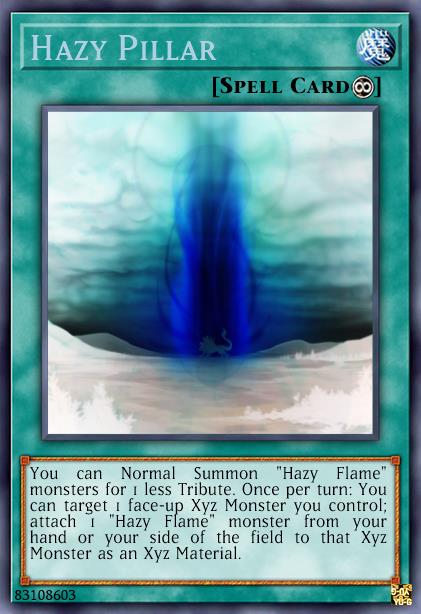 Hazy Pillar
魔
[Spell Card]
You can Normal Summon "Hazy Flame"
monsters for 1 less Tribute. Once per turn: You
can target 1 face-up Xyz Monster you control;
attach 1 "Hazy Flame" monster from your
hand or your side of the field to that Xyz
Monster as an Xyz Material.
83108603